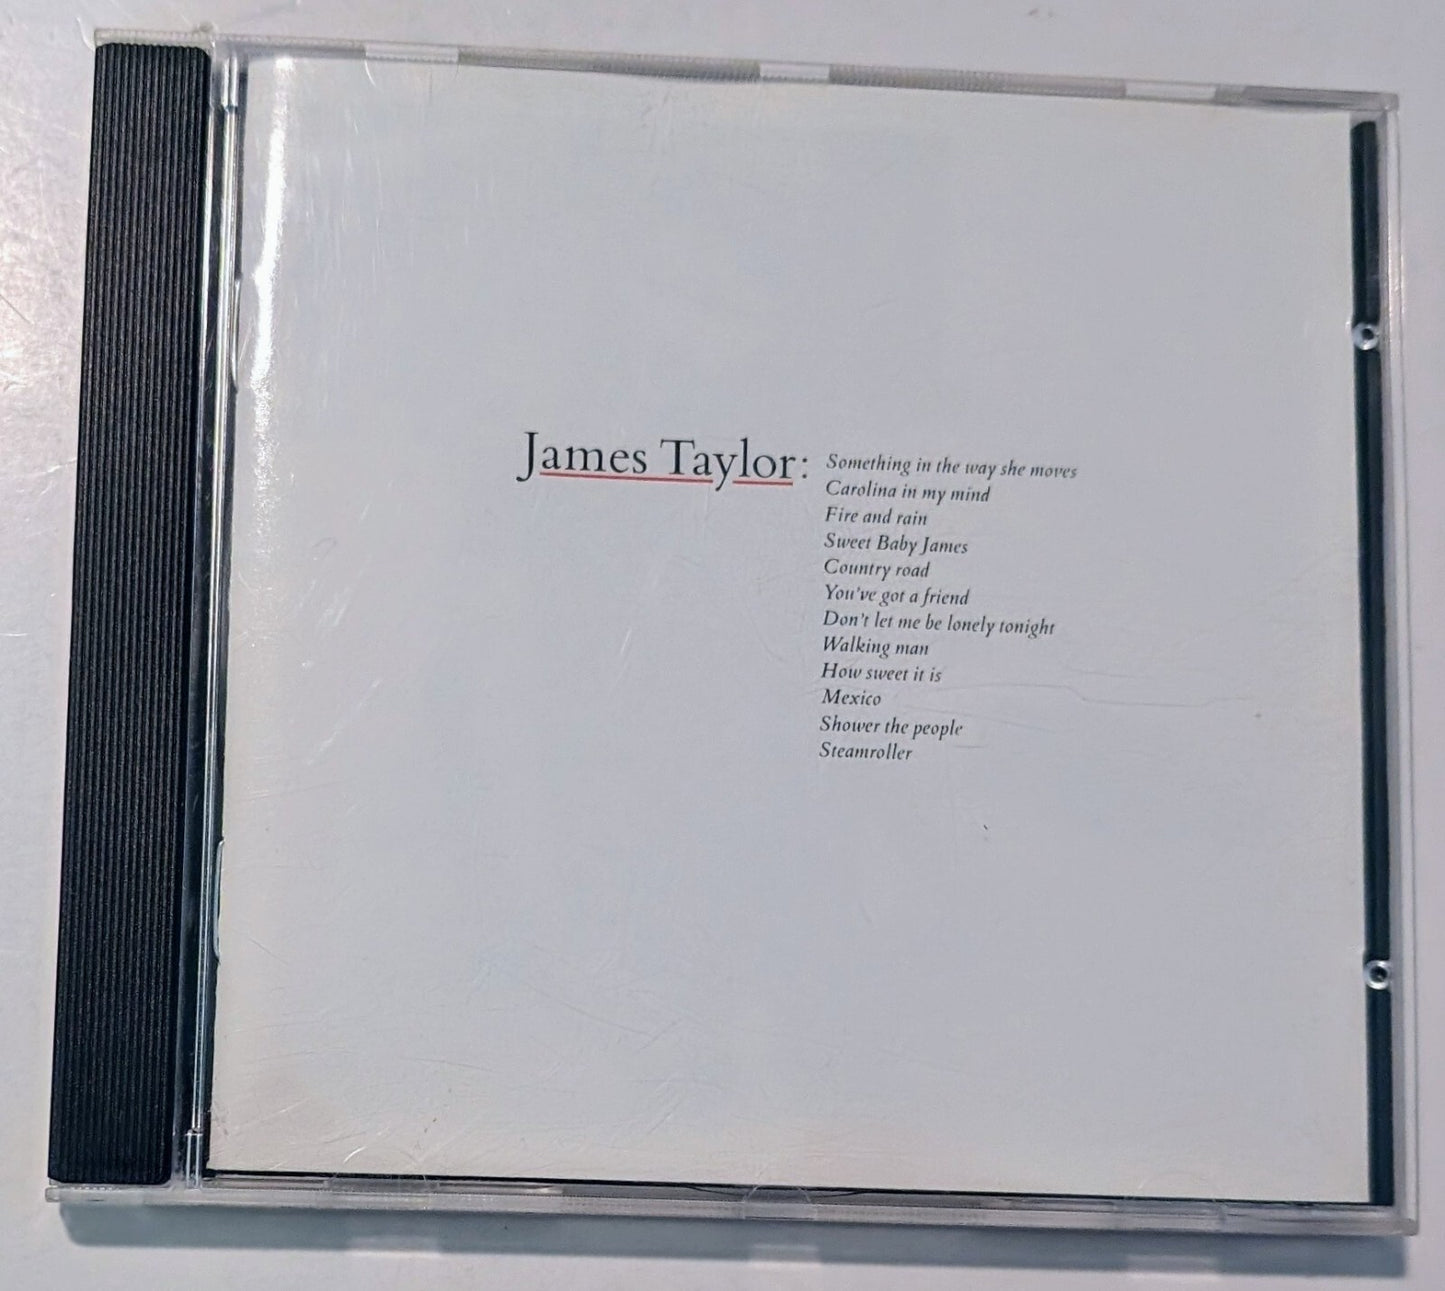 James Taylor: Something in the way she moves
Carolina in my mind
Fire and rain
Sweet Baby James
Country road
You've got a friend
Don't let me be lonely tonight
Walking man
How sweet it is
Mexico
Shower the people
Steamroller